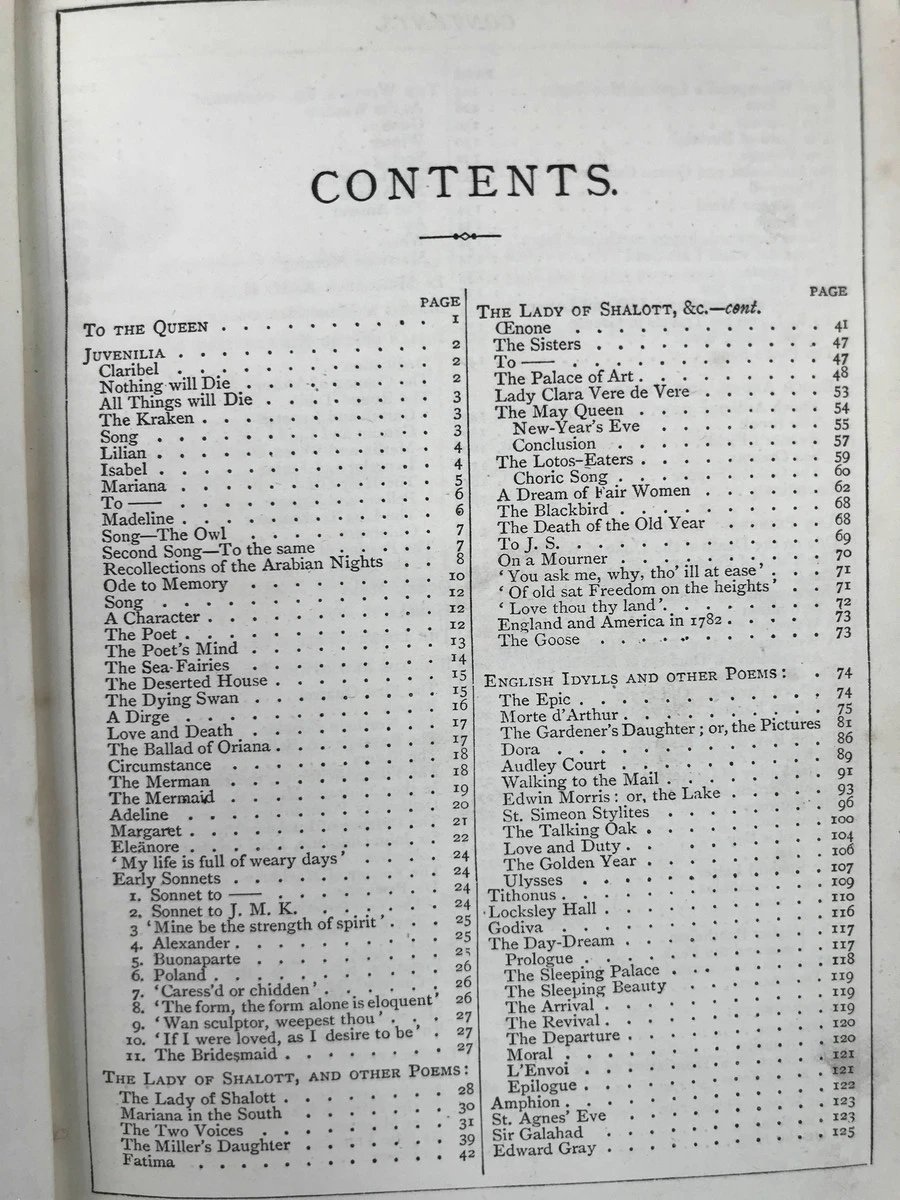 CONTENTS.
PAGE
TO THE QUEEN . . . . . . . . . . 1
JUVENILIA . . . . . . . . . . 2
Claribel . . . . . . . . . . 2
Nothing will Die . . . . . . . . 2
All Things will Die . . . . . . . 3
The Kraken . . . . . . . . . 3
Song . . . . . . . . . . 3
Lilian . . . . . . . . . . 4
Isabel . . . . . . . . . . 4
Mariana . . . . . . . . . . 5
To —— . . . . . . . . . . 6
Madeline . . . . . . . . . . 6
Song—The Owl . . . . . . . . 7
Second Song—To the same . . . . . 7
Recollections of the Arabian Nights . . 8
Ode to Memory . . . . . . . . 10
Song . . . . . . . . . . 12
A Character . . . . . . . . . 12
The Poet . . . . . . . . . . 12
The Poet's Mind . . . . . . . . 13
The Sea-Fairies . . . . . . . . 14
The Deserted House . . . . . . . 15
The Dying Swan . . . . . . . . 15
A Dirge . . . . . . . . . . 16
Love and Death . . . . . . . . 17
The Ballad of Oriana . . . . . . . 17
Circumstance . . . . . . . . . 18
The Merman . . . . . . . . . 18
The Mermaid . . . . . . . . . 19
Adeline . . . . . . . . . . 20
Margaret . . . . . . . . . . 21
Eleänore . . . . . . . . . . 22
'My life is full of weary days' . . . . 24
Early Sonnets . . . . . . . . . 24
1. Sonnet to —— . . . . . . . 24
2. Sonnet to J. M. K. . . . . . . 24
3 'Mine be the strength of spirit' . . . 25
4. Alexander . . . . . . . . 25
5. Buonaparte . . . . . . . . 25
6. Poland . . . . . . . . . 26
7. 'Caress'd or chidden' . . . . . . 26
8. 'The form, the form alone is eloquent' 26
9. 'Wan sculptor, weepest thou' . . . 27
10. 'If I were loved, as I desire to be' . . 27
11. The Bridesmaid . . . . . . . 27
THE LADY OF SHALOTT, AND OTHER POEMS:
The Lady of Shalott . . . . . . . 28
Mariana in the South . . . . . . 30
The Two Voices . . . . . . . . 31
The Miller's Daughter . . . . . . 39
Fatima . . . . . . . . . . 42
PAGE
THE LADY OF SHALOTT, &c.—cont.
Œnone . . . . . . . . . . 41
The Sisters . . . . . . . . . 47
To —— . . . . . . . . . . 47
The Palace of Art . . . . . . . . 48
Lady Clara Vere de Vere . . . . . . 53
The May Queen . . . . . . . . 54
New-Year's Eve . . . . . . . 55
Conclusion . . . . . . . . 57
The Lotos-Eaters . . . . . . . . 59
Choric Song . . . . . . . . 60
A Dream of Fair Women . . . . . . 62
The Blackbird . . . . . . . . . 68
The Death of the Old Year . . . . . 68
To J. S. . . . . . . . . . . 69
On a Mourner . . . . . . . . . 70
'You ask me, why, tho' ill at ease' . . . 71
'Of old sat Freedom on the heights' . . 71
'Love thou thy land' . . . . . . . 72
England and America in 1782 . . . . . 73
The Goose . . . . . . . . . 73
ENGLISH IDYLLS AND OTHER POEMS: . 74
The Epic . . . . . . . . . . 74
Morte d'Arthur . . . . . . . . 75
The Gardener's Daughter; or, the Pictures 81
Dora . . . . . . . . . . 86
Audley Court . . . . . . . . . 89
Walking to the Mail . . . . . . . 91
Edwin Morris: or, the Lake . . . . . 93
St. Simeon Stylites . . . . . . . 96
The Talking Oak . . . . . . . . 100
Love and Duty . . . . . . . . 104
The Golden Year . . . . . . . . 106
Ulysses . . . . . . . . . . 107
Tithonus . . . . . . . . . . 109
Locksley Hall . . . . . . . . . 110
Godiva . . . . . . . . . . 116
The Day-Dream . . . . . . . . 117
Prologue . . . . . . . . . 117
The Sleeping Palace . . . . . . 118
The Sleeping Beauty . . . . . . 119
The Arrival . . . . . . . . 119
The Revival . . . . . . . . 119
The Departure . . . . . . . 120
Moral . . . . . . . . . 120
L'Envoi . . . . . . . . . 121
Epilogue . . . . . . . . . 121
Amphion . . . . . . . . . . 122
St. Agnes' Eve . . . . . . . . 123
Sir Galahad . . . . . . . . . 123
Edward Gray . . . . . . . . . 125